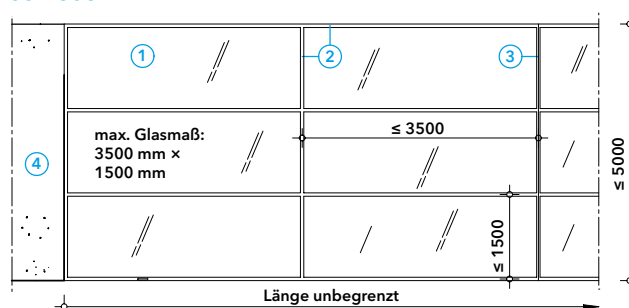 1
2
3
4
max. Glasmaß:
3500 mm ×
1500 mm
≤ 3500
≤ 1500
≤ 5000
Länge unbegrenzt